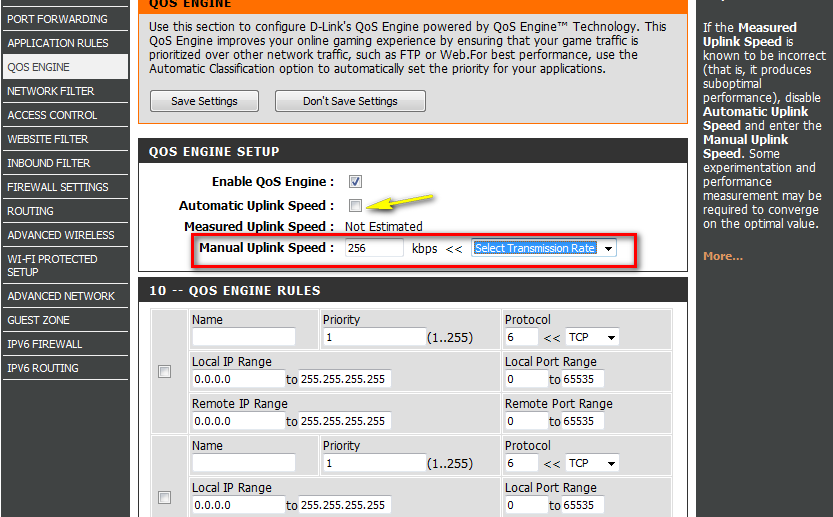 PORT FORWARDING
APPLICATION RULES
QOS ENGINE
NETWORK FILTER
ACCESS CONTROL
WEBSITE FILTER
INBOUND FILTER
FIREWALL SETTINGS
ROUTING
ADVANCED WIRELESS
WI-FI PROTECTED
SETUP
ADVANCED NETWORK
GUEST ZONE
IPV6 FIREWALL
IPV6 ROUTING
QOS ENGINE
Use this section to configure D-Link's QoS Engine powered by QoS Engine™ Technology. This
QoS Engine improves your online gaming experience by ensuring that your game traffic is
prioritized over other network traffic, such as FTP or Web.For best performance, use the
Automatic Classification option to automatically set the priority for your applications.
Save Settings Don't Save Settings
QOS ENGINE SETUP
Enable QoS Engine :
Automatic Uplink Speed :
Measured Uplink Speed : Not Estimated
Manual Uplink Speed : 256 kbps << Select Transmission Rate
10 -- QOS ENGINE RULES
Name Priority Protocol
1 (1..255) 6 << TCP
Local IP Range Local Port Range
0.0.0.0 to 255.255.255.255 0 to 65535
Remote IP Range Remote Port Range
0.0.0.0 to 255.255.255.255 0 to 65535
Name Priority Protocol
1 (1..255) 6 << TCP
Local IP Range Local Port Range
0.0.0.0 to 255.255.255.255 0 to 65535
If the Measured
Uplink Speed is
known to be incorrect
(that is, it produces
suboptimal
performance), disable
Automatic Uplink
Speed and enter the
Manual Uplink
Speed. Some
experimentation and
performance
measurement may be
required to converge
on the optimal value.
More...